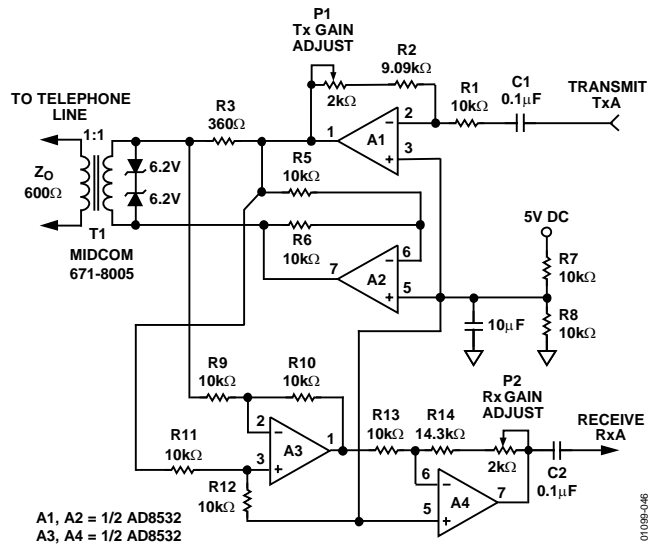 P1
Tx GAIN
ADJUST
R2
9.09kΩ
2kΩ
R1
10kΩ
C1
0.1μF
TRANSMIT
TxA
TO TELEPHONE
LINE
1:1
R3
360Ω
1
A1
2
3
ZO
600Ω
6.2V
6.2V
R5
10kΩ
R6
10kΩ
T1
MIDCOM
671-8005
7
A2
6
5
5V DC
R7
10kΩ
10μF
R8
10kΩ
R9
10kΩ
R10
10kΩ
P2
Rx GAIN
ADJUST
R11
10kΩ
2
3
A3
1
R13
10kΩ
R14
14.3kΩ
2kΩ
RECEIVE
RxA
C2
0.1μF
R12
10kΩ
6
5
A4
7
A1, A2 = 1/2 AD8532
A3, A4 = 1/2 AD8532
01099-046